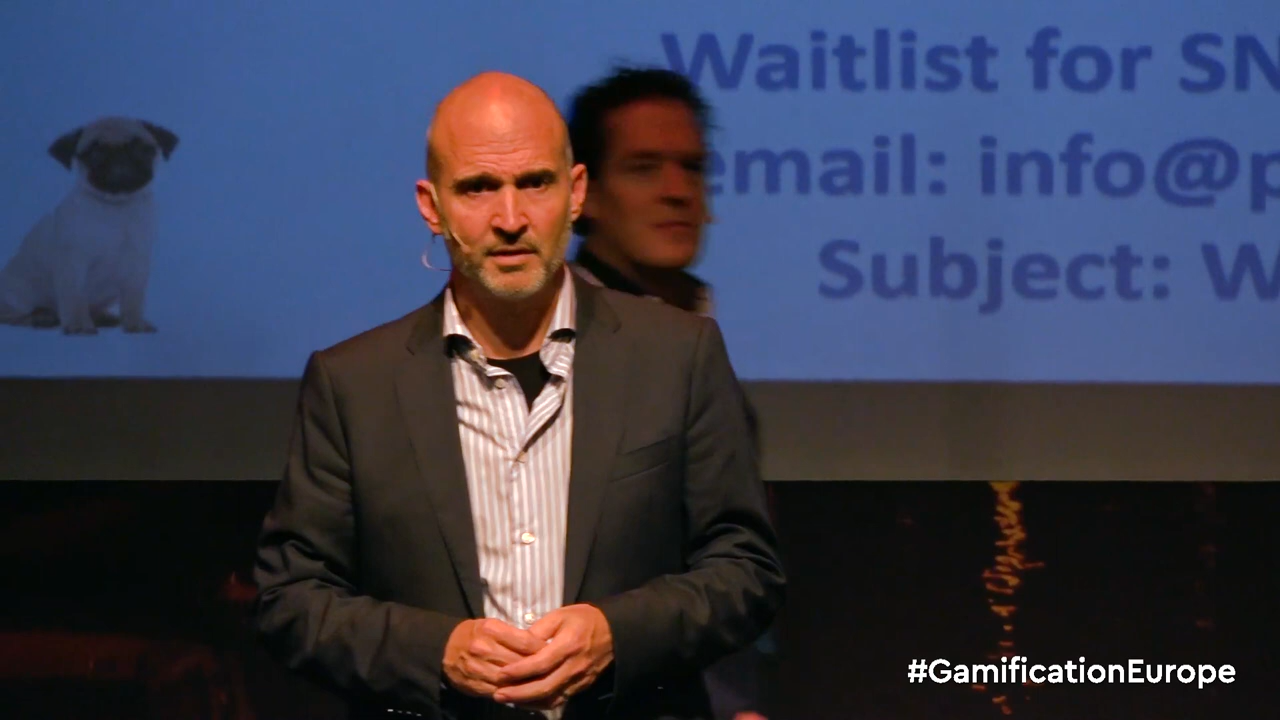 Waitlist for SN
email: info@p
Subject: W
#GamificationEurope